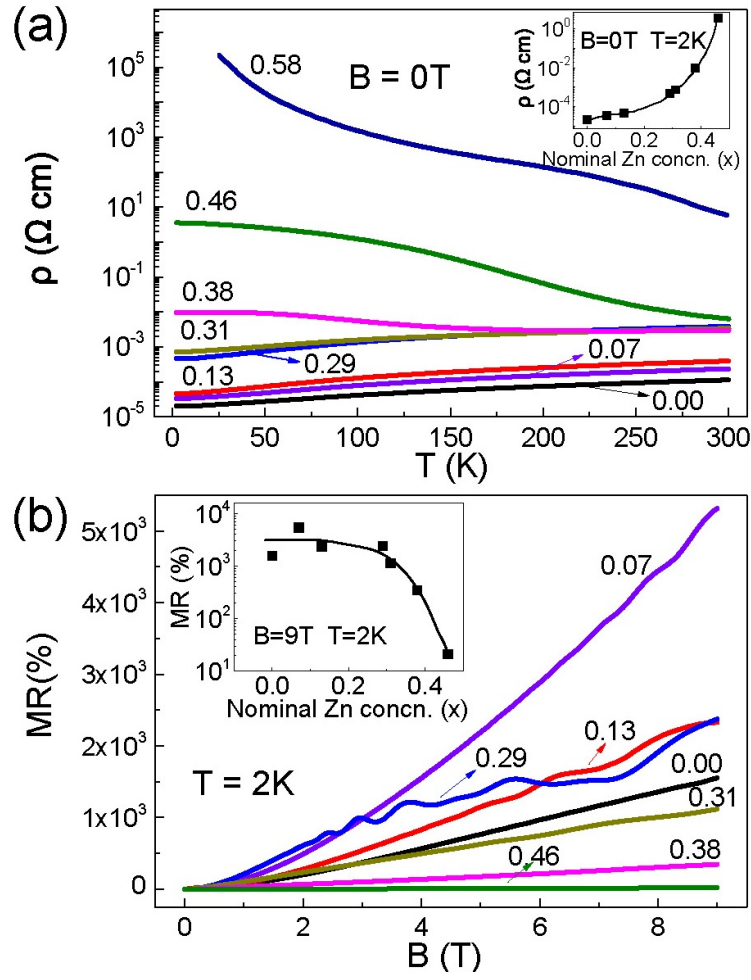 (a)
ρ (Ω cm)
10⁵
10³
10¹
10⁻¹
10⁻³
10⁻⁵
0.58
B = 0T
0.46
0.38
0.31
0.29
0.13
0.07
0.00
0 50 100 150 200 250 300
T (K)
ρ (Ω cm)
10⁰
10⁻²
10⁻⁴
B=0T T=2K
0.0 0.2 0.4
Nominal Zn concn. (x)
(b)
MR(%)
5x10³
4x10³
3x10³
2x10³
1x10³
0
T = 2K
0.07
0.13
0.29
0.00
0.31
0.38
0.46
0 2 4 6 8
B (T)
MR (%)
10⁴
10³
10²
10¹
B=9T T=2K
0.0 0.2 0.4
Nominal Zn concn. (x)